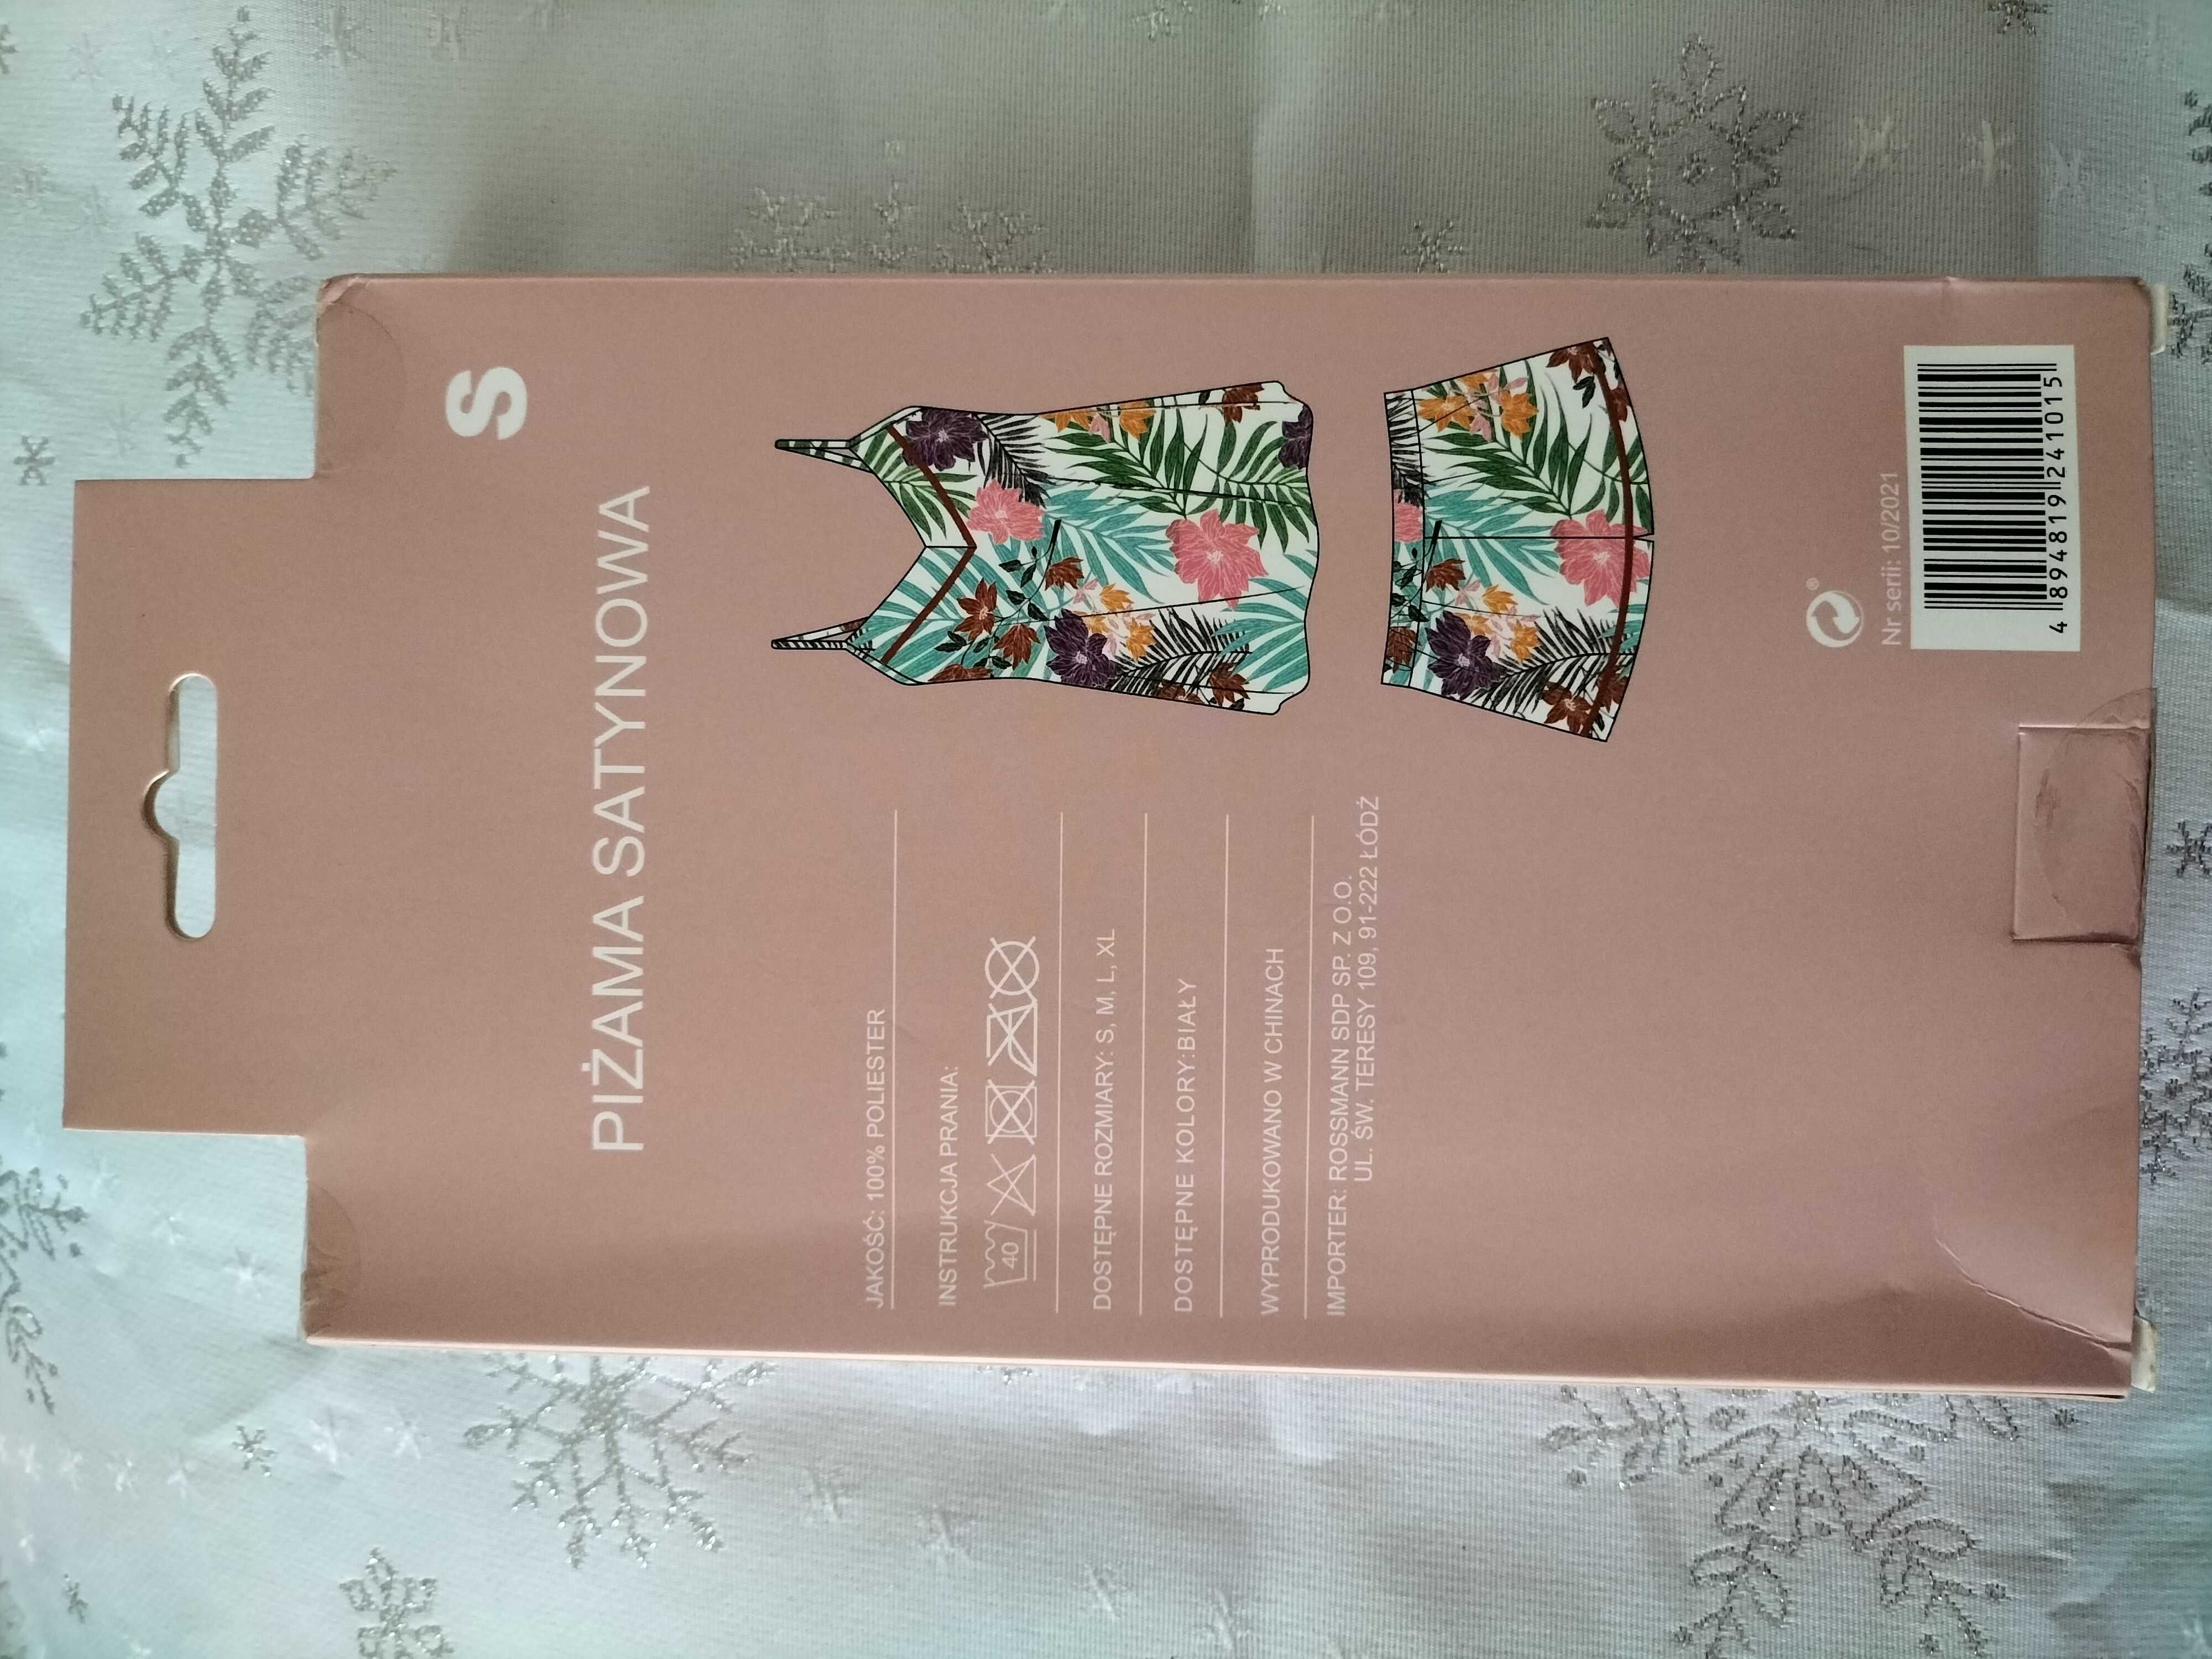 S
PIŻAMA SATYNOWA
JAKOŚĆ: 100% POLIESTER
INSTRUKCJA PRANIA:
40
DOSTĘPNE ROZMIARY: S, M, L, XL
DOSTĘPNE KOLORY:BIAŁY
WYPRODUKOWANO W CHINACH
IMPORTER: ROSSMANN SDP SP. Z O.O.
UL. ŚW. TERESY 109, 91-222 ŁÓDŹ
®
Nr serii: 10/2021
4 894819 241015